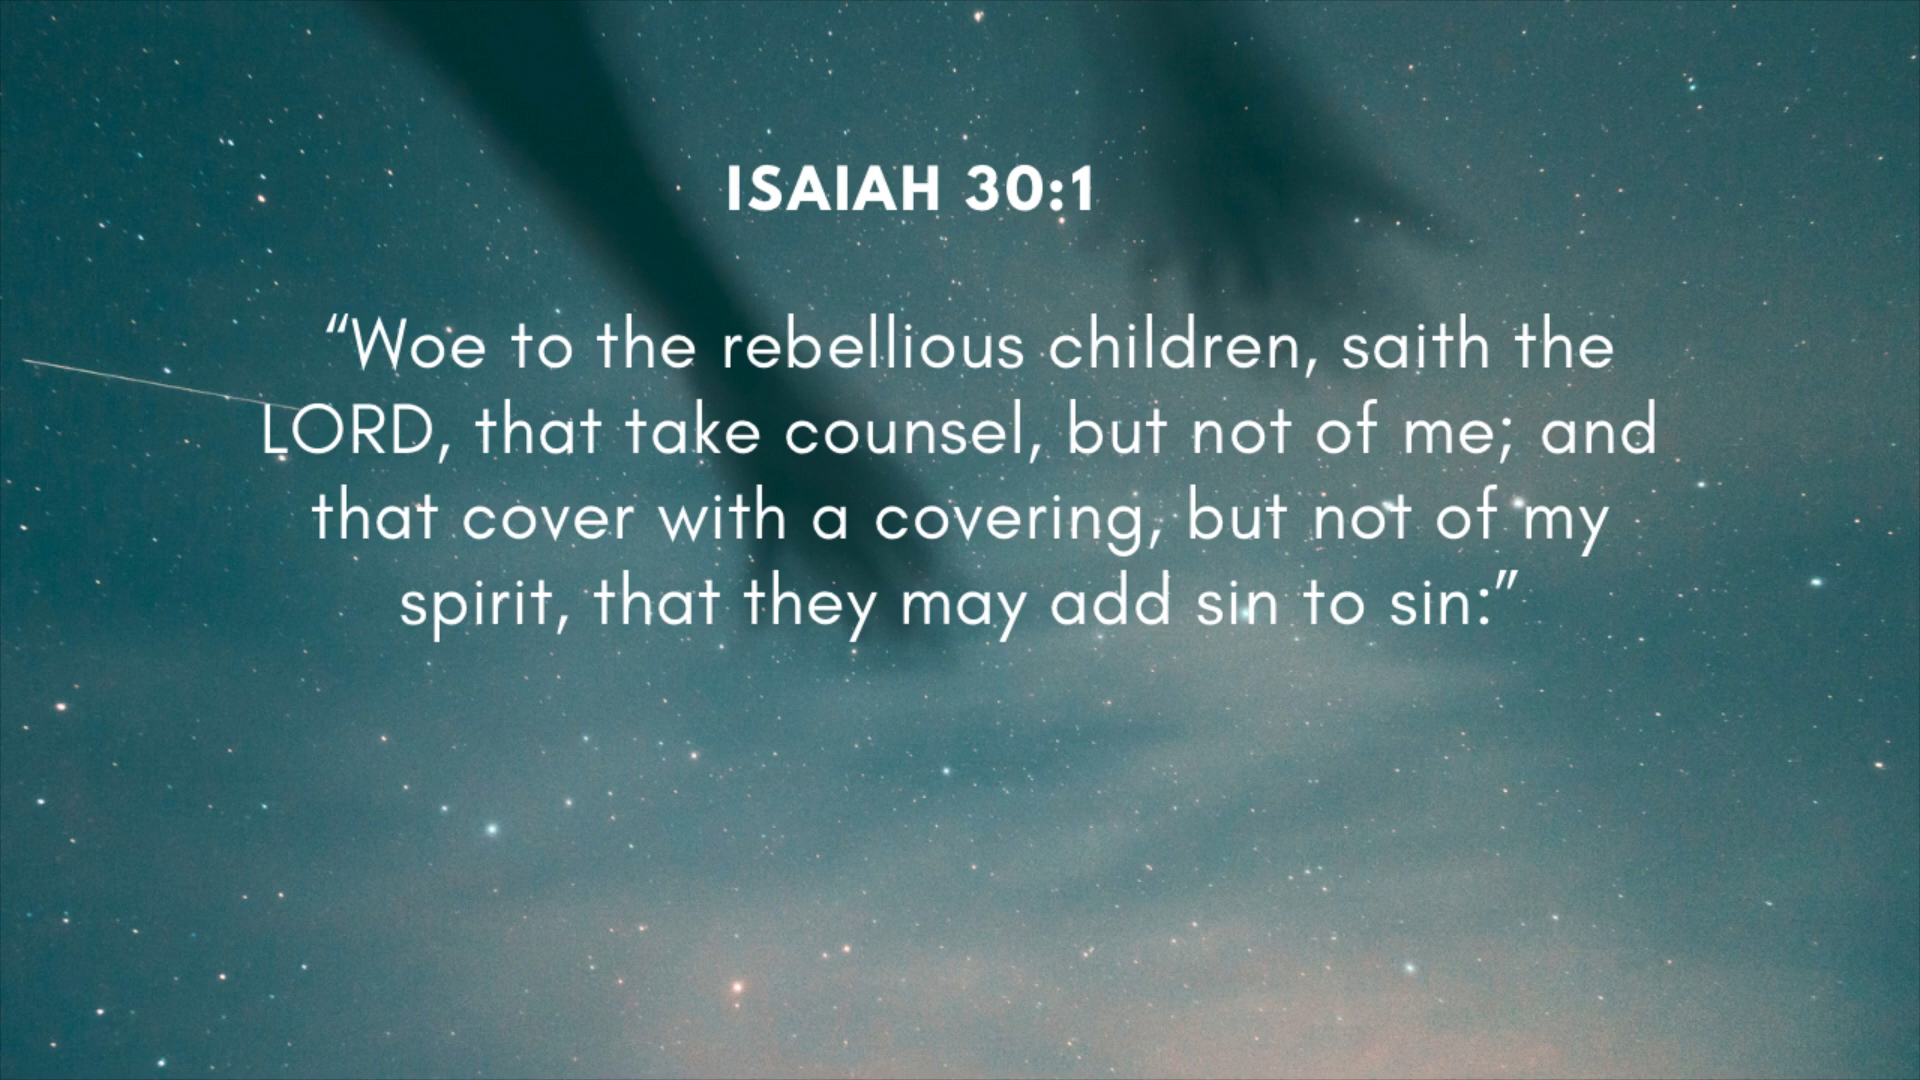 ISAIAH 30:1
“Woe to the rebellious children, saith the
LORD, that take counsel, but not of me; and
that cover with a covering, but not of my
spirit, that they may add sin to sin:”